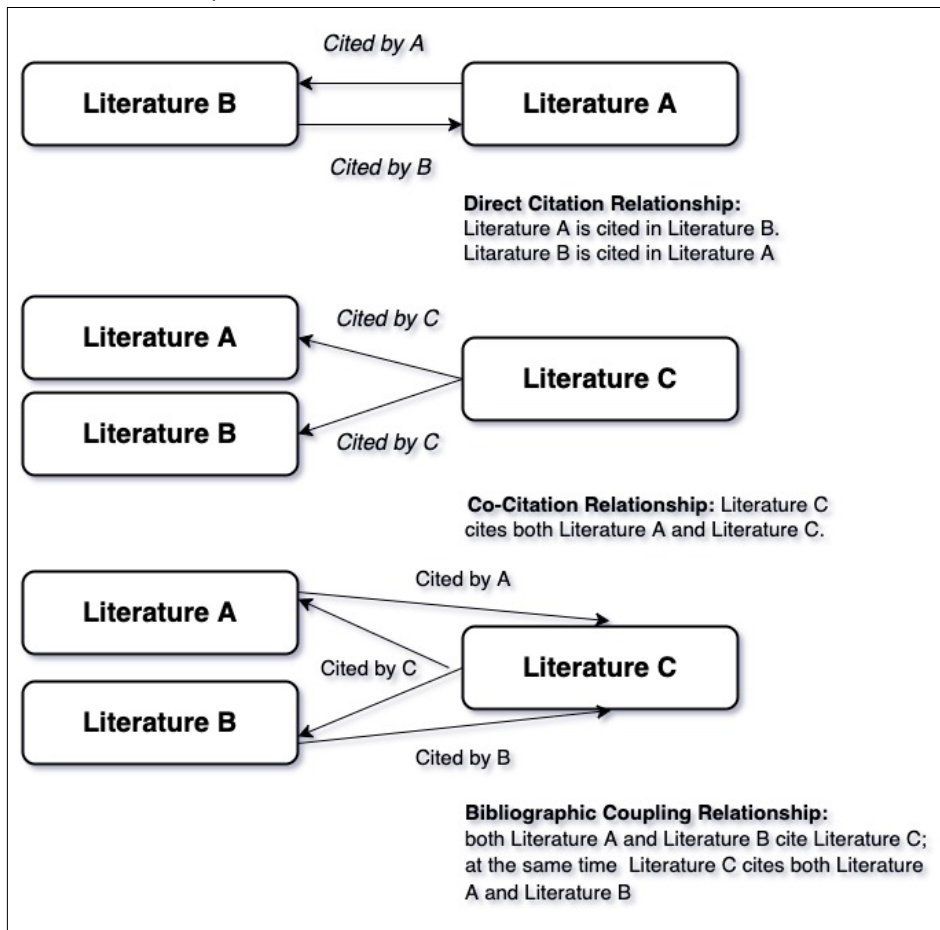 Cited by A
Literature B
Literature A
Cited by B
Direct Citation Relationship:
Literature A is cited in Literature B.
Litarature B is cited in Literature A
Literature A
Cited by C
Literature C
Literature B
Cited by C
Co-Citation Relationship: Literature C
cites both Literature A and Literature C.
Cited by A
Literature A
Cited by C
Literature C
Literature B
Cited by B
Bibliographic Coupling Relationship:
both Literature A and Literature B cite Literature C;
at the same time Literature C cites both Literature
A and Literature B